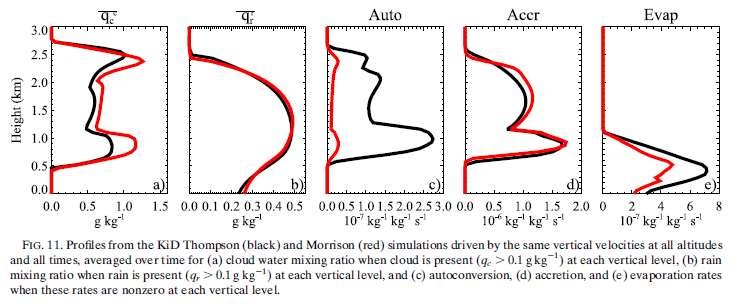 q_c^c q_r^r Auto Accr Evap
3.0
2.5
2.0
1.5
1.0
0.5
0.0
Height (km)
a) b) c) d) e)
0.0 0.5 1.0 1.5 0.0 0.1 0.2 0.3 0.4 0.5 0.0 0.5 1.0 1.5 2.0 2.5 3.0 0.0 0.5 1.0 1.5 2.0 0 2 4 6 8
g kg⁻¹ g kg⁻¹ 10⁻⁷ kg⁻¹ kg⁻¹ s⁻¹ 10⁻⁶ kg⁻¹ kg⁻¹ s⁻¹ 10⁻⁷ kg⁻¹ kg⁻¹ s⁻¹
FIG. 11. Profiles from the KiD Thompson (black) and Morrison (red) simulations driven by the same vertical velocities at all altitudes
and all times, averaged over time for (a) cloud water mixing ratio when cloud is present (q_c > 0.1 g kg⁻¹) at each vertical level, (b) rain
mixing ratio when rain is present (q_r > 0.1 g kg⁻¹) at each vertical level, and (c) autoconversion, (d) accretion, and (e) evaporation rates
when these rates are nonzero at each vertical level.